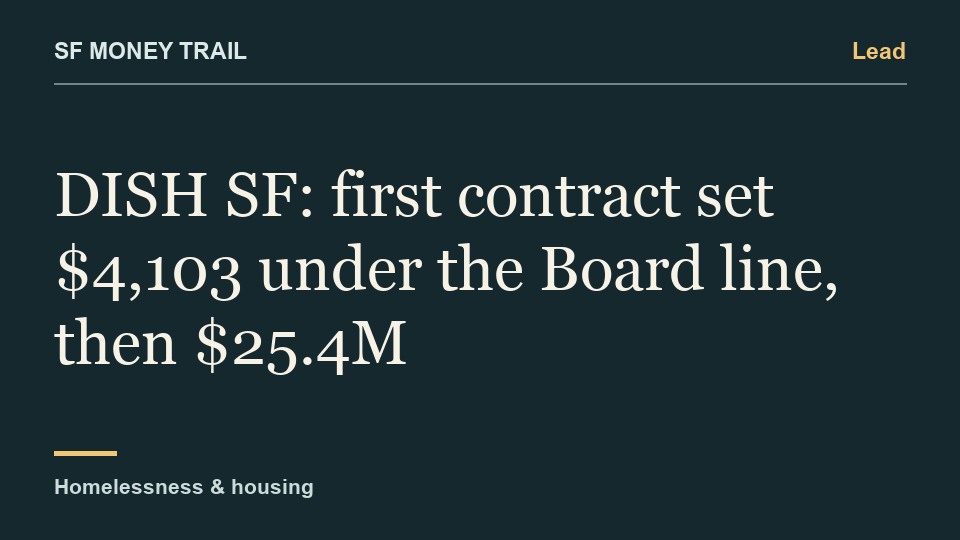 SF MONEY TRAIL
Lead
DISH SF: first contract set
$4,103 under the Board line,
then $25.4M
Homelessness & housing